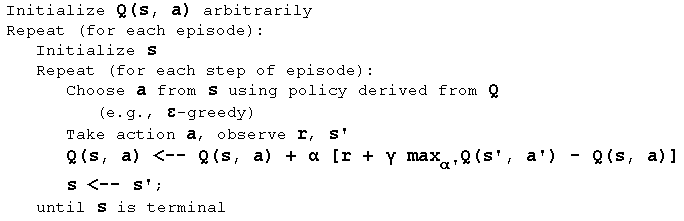 Initialize Q(s, a) arbitrarily
Repeat (for each episode):
Initialize s
Repeat (for each step of episode):
Choose a from s using policy derived from Q
(e.g., ε-greedy)
Take action a, observe r, s'
Q(s, a) <-- Q(s, a) + α [r + γ maxα'Q(s', a') - Q(s, a)]
s <-- s';
until s is terminal